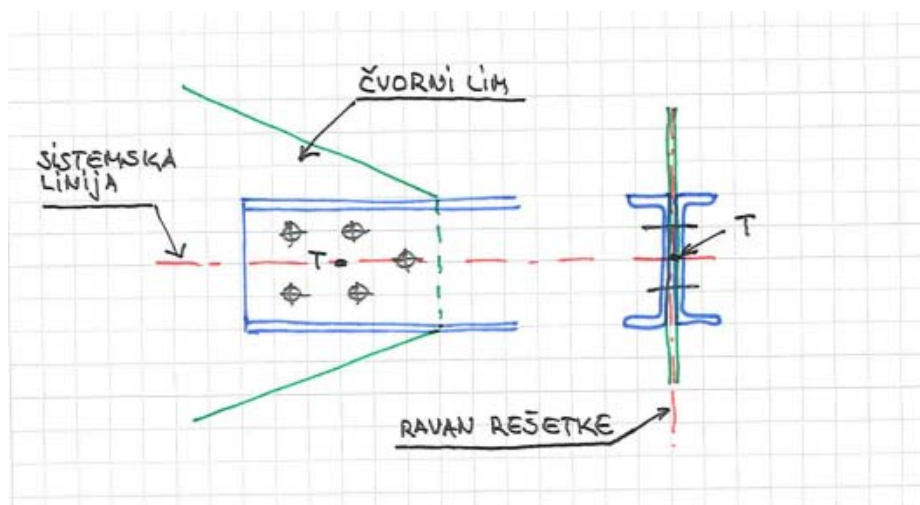 ČVORNI LIM
SISTEMSKA
LINIJA
T
T
RAVAN REŠETKE